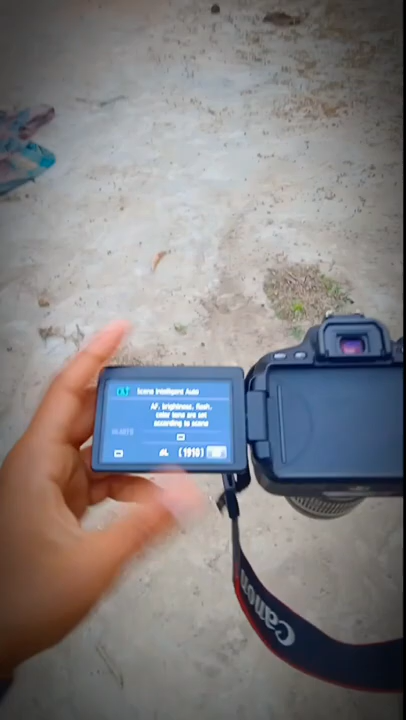 Scene Intelligent Auto
AF, brightness, flash,
color tone are set
according to scene
[1910]
Canon